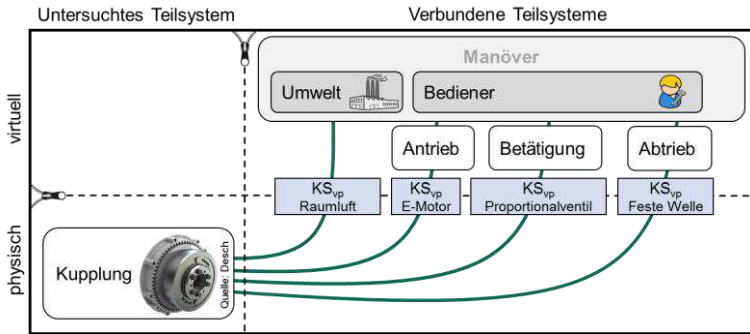 Untersuchtes Teilsystem
Verbundene Teilsysteme
Manöver
Umwelt
Bediener
virtuell
Antrieb
Betätigung
Abtrieb
KSvp
Raumluft
KSvp
E-Motor
KSvp
Proportionalventil
KSvp
Feste Welle
physisch
Kupplung
Quelle: Desch